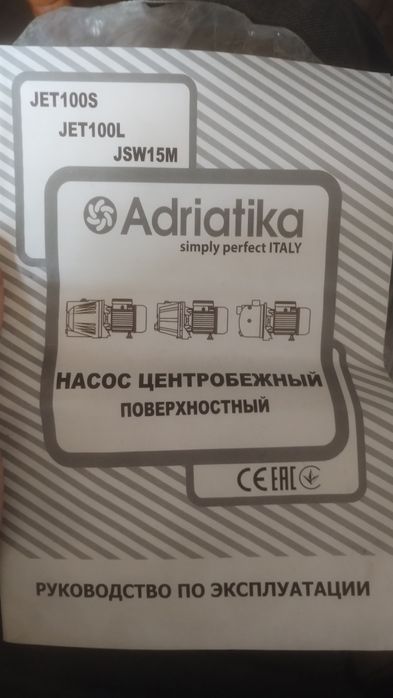 JET100S
JET100L
JSW15M
Adriatika
simply perfect ITALY
НАСОС ЦЕНТРОБЕЖНЫЙ
ПОВЕРХНОСТНЫЙ
CE EAC
РУКОВОДСТВО ПО ЭКСПЛУАТАЦИИ